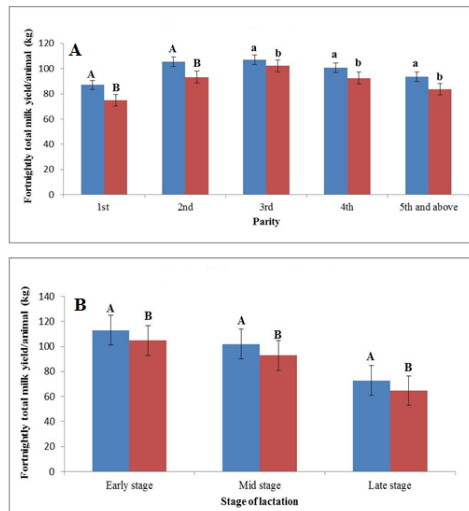 A
Fortnightly total milk yield/animal (kg)
120
100
80
60
40
20
0
A B
A B
a b
a b
a b
1st 2nd 3rd 4th 5th and above
Parity
B
Fortnightly total milk yield/animal (kg)
140
120
100
80
60
40
20
0
A B
A B
A B
Early stage Mid stage Late stage
Stage of lactation